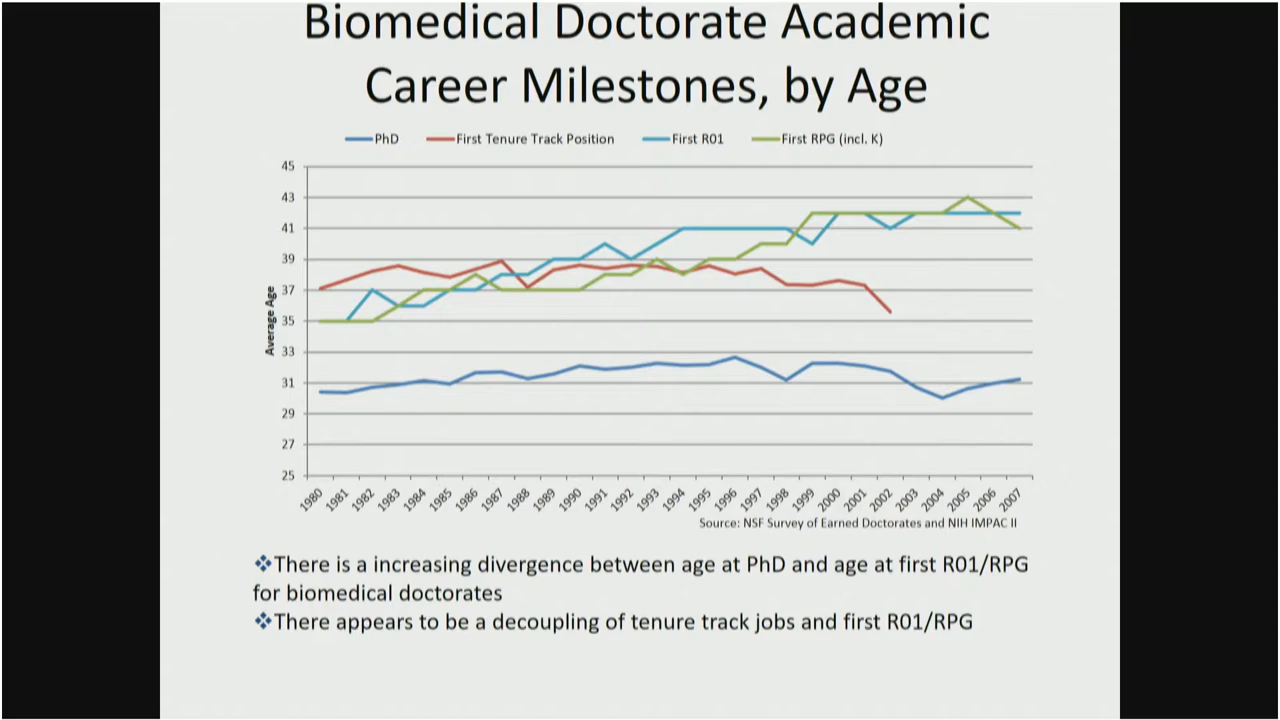 Biomedical Doctorate Academic
Career Milestones, by Age
PhD First Tenure Track Position First R01 First RPG (incl. K)
45
43
41
39
37
35
33
31
29
27
25
Average Age
1980 1981 1982 1983 1984 1985 1986 1987 1988 1989 1990 1991 1992 1993 1994 1995 1996 1997 1998 1999 2000 2001 2002 2003 2004 2005 2006 2007
Source: NSF Survey of Earned Doctorates and NIH IMPAC II
❖There is a increasing divergence between age at PhD and age at first R01/RPG
for biomedical doctorates
❖There appears to be a decoupling of tenure track jobs and first R01/RPG